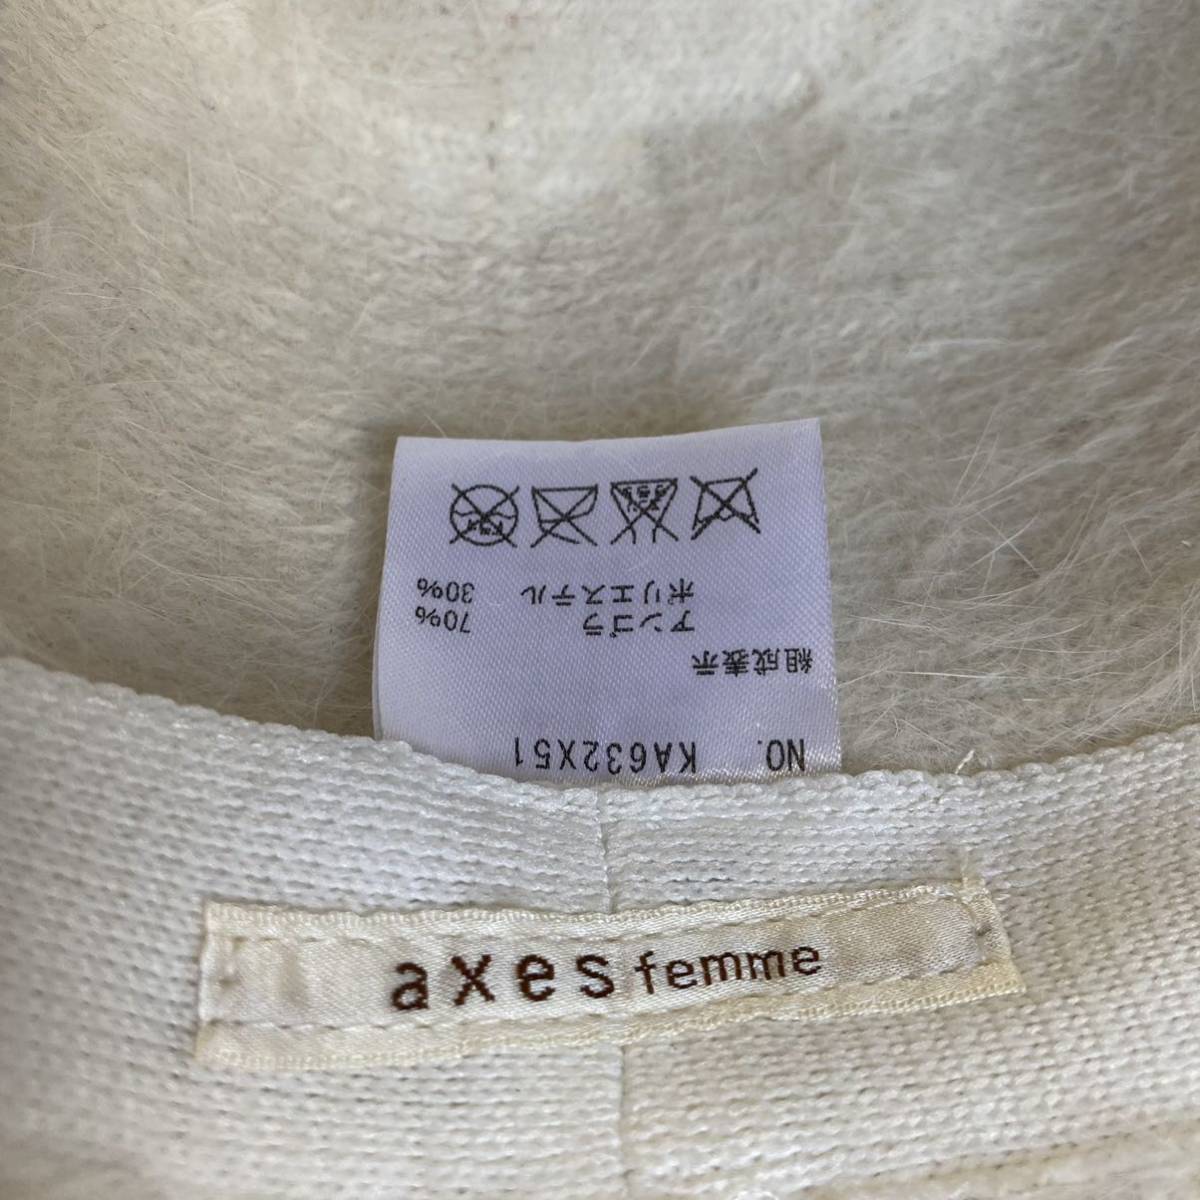 NO. KA632X51
組成表示
アンゴラ 70%
ポリエステル 30%
axes femme